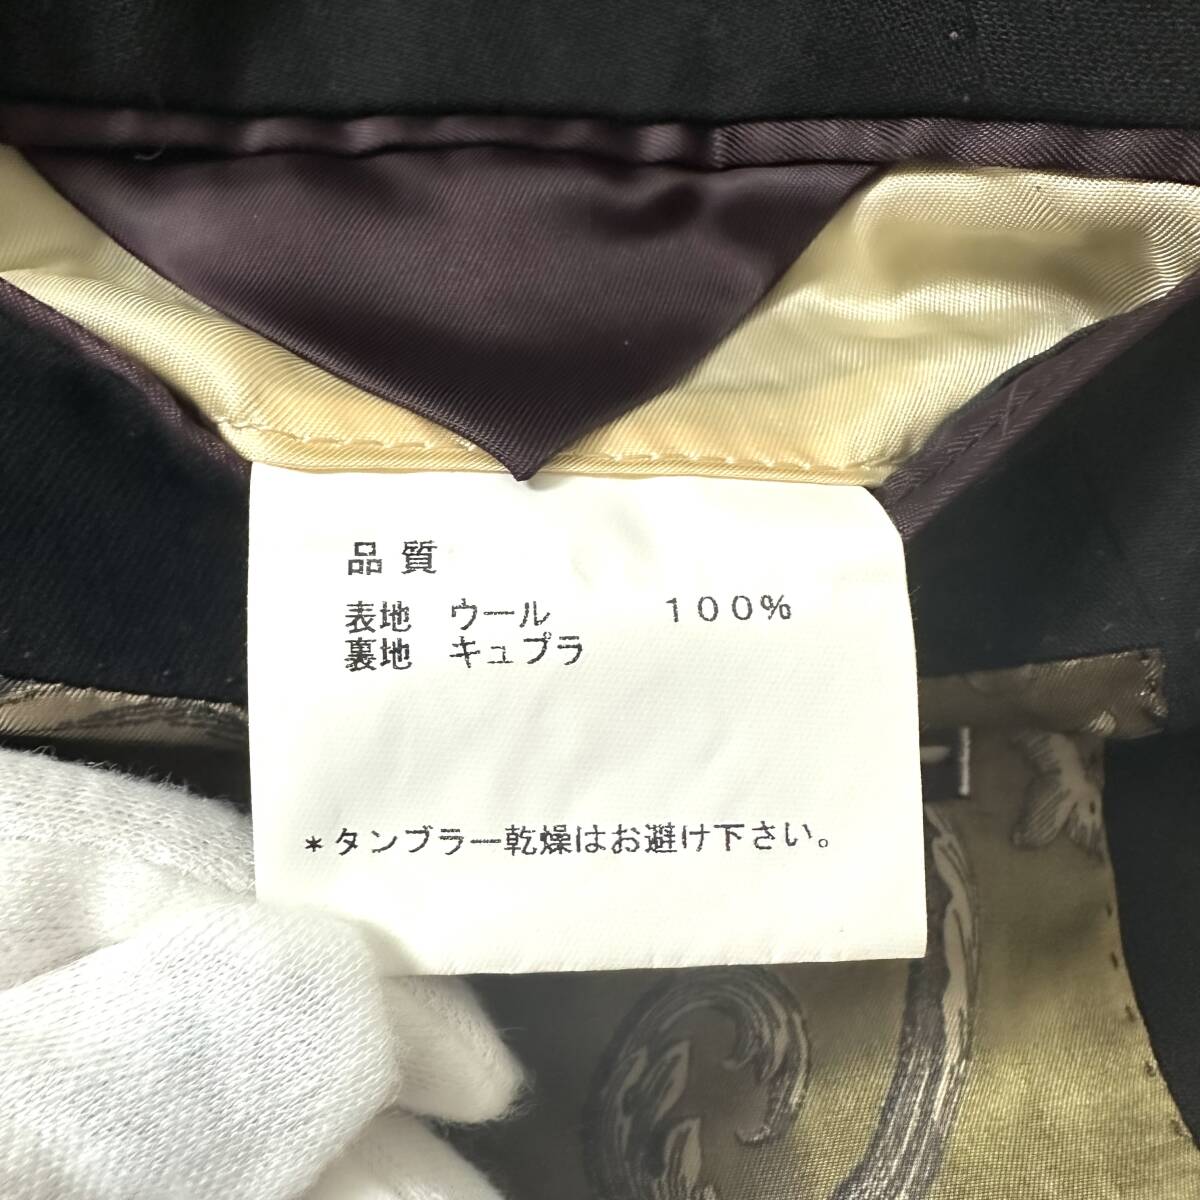 品質
表地 ウール 100%
裏地 キュプラ
*タンブラー乾燥はお避け下さい。